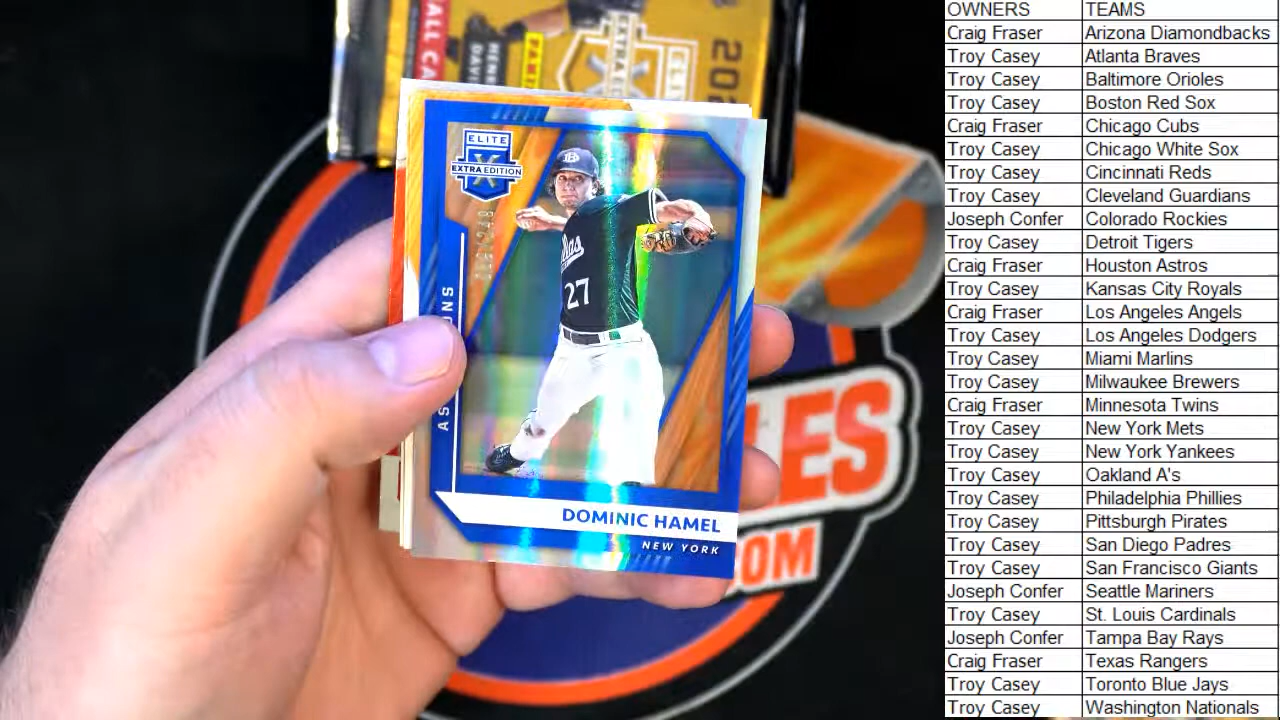 ELITE
EXTRA EDITION
27
DOMINIC HAMEL
NEW YORK
OWNERS TEAMS
Craig Fraser Arizona Diamondbacks
Troy Casey Atlanta Braves
Troy Casey Baltimore Orioles
Troy Casey Boston Red Sox
Craig Fraser Chicago Cubs
Troy Casey Chicago White Sox
Troy Casey Cincinnati Reds
Troy Casey Cleveland Guardians
Joseph Confer Colorado Rockies
Troy Casey Detroit Tigers
Craig Fraser Houston Astros
Troy Casey Kansas City Royals
Craig Fraser Los Angeles Angels
Troy Casey Los Angeles Dodgers
Troy Casey Miami Marlins
Troy Casey Milwaukee Brewers
Craig Fraser Minnesota Twins
Troy Casey New York Mets
Troy Casey New York Yankees
Troy Casey Oakland A's
Troy Casey Philadelphia Phillies
Troy Casey Pittsburgh Pirates
Troy Casey San Diego Padres
Troy Casey San Francisco Giants
Joseph Confer Seattle Mariners
Troy Casey St. Louis Cardinals
Joseph Confer Tampa Bay Rays
Craig Fraser Texas Rangers
Troy Casey Toronto Blue Jays
Troy Casey Washington Nationals